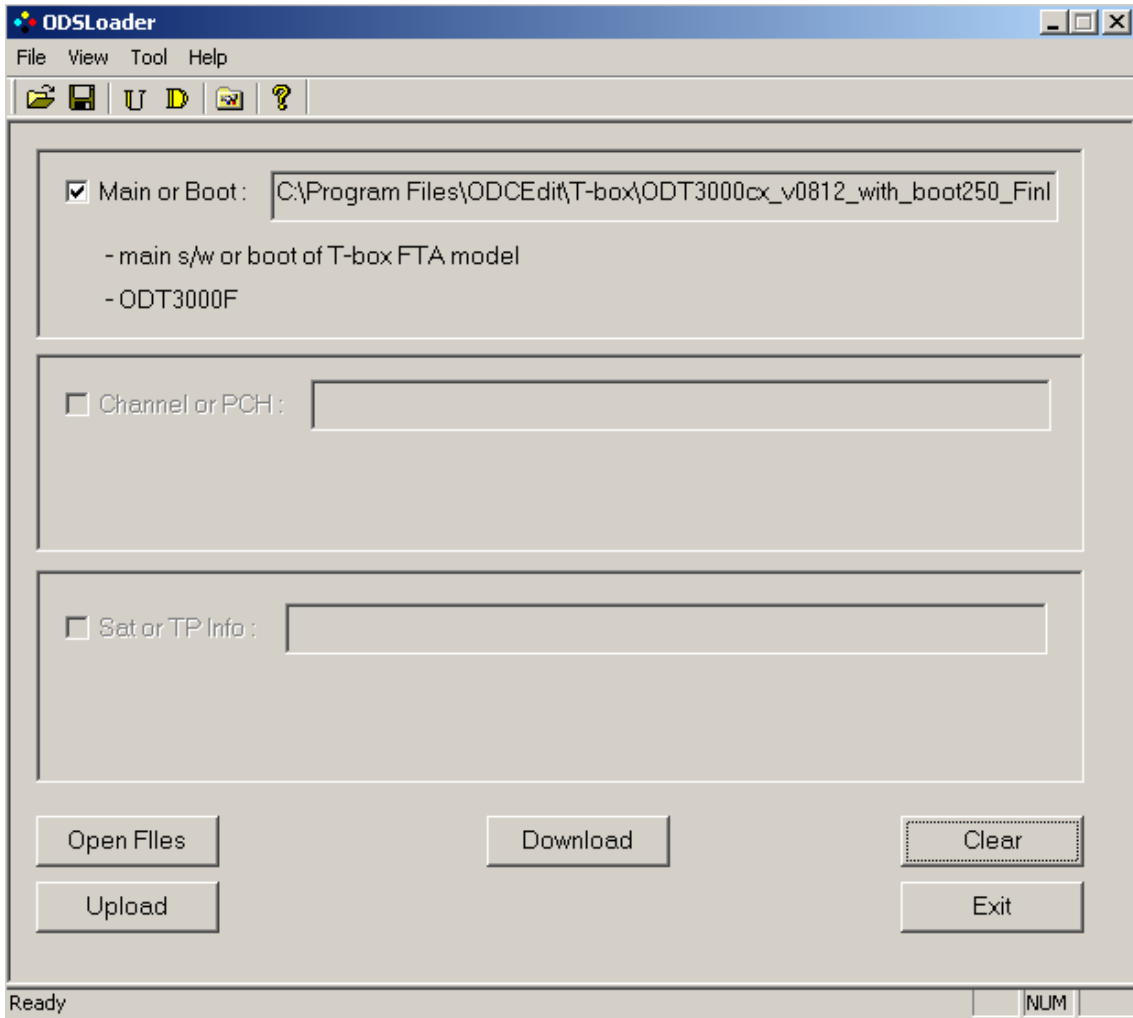 ODSLoader
File View Tool Help
U D ?
Main or Boot : C:\Program Files\ODCEdit\T-box\ODT3000cx_v0812_with_boot250_Finl
- main s/w or boot of T-box FTA model
- ODT3000F
Channel or PCH :
Sat or TP Info :
Open FIles Download Clear
Upload Exit
Ready NUM